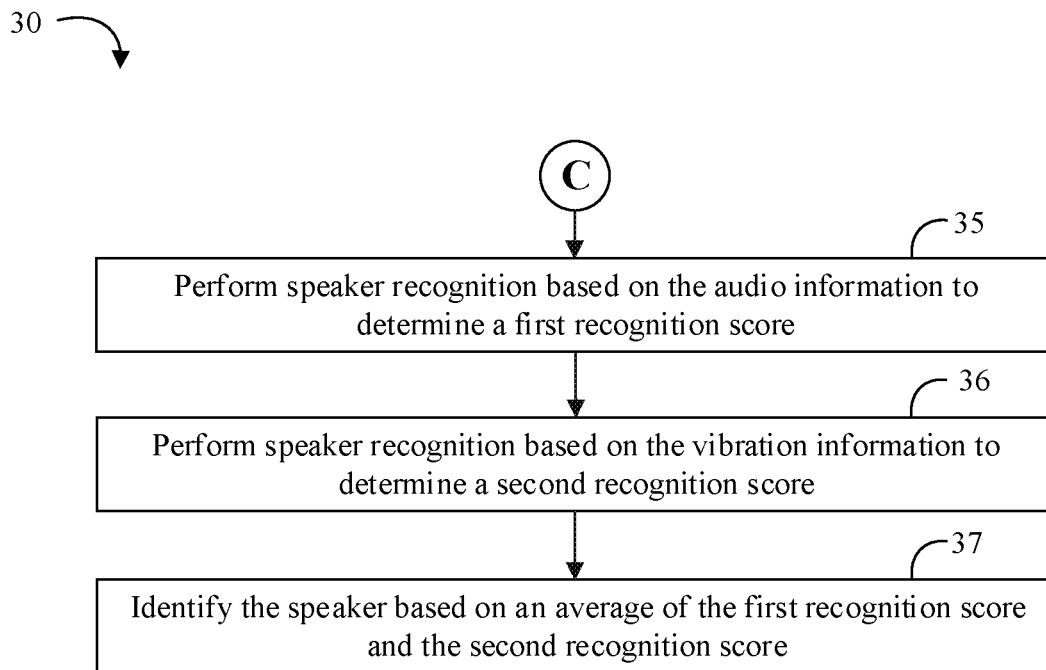 30
C
35
Perform speaker recognition based on the audio information to
determine a first recognition score
36
Perform speaker recognition based on the vibration information to
determine a second recognition score
37
Identify the speaker based on an average of the first recognition score
and the second recognition score